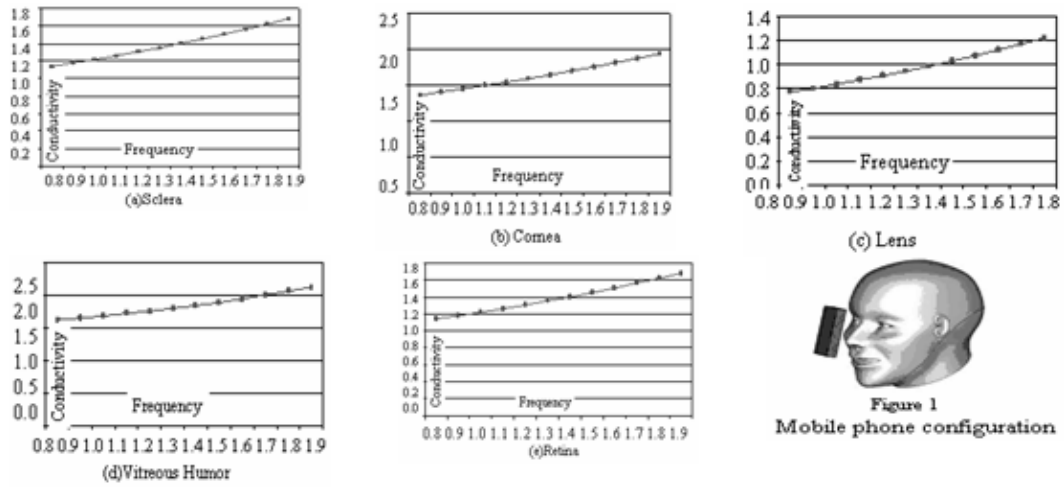 1.8
1.6
1.4
1.2
1.0
0.8
0.6
0.4
0.2
Conductivity
Frequency
0.8 0.9 1.0 1.1 1.2 1.3 1.4 1.5 1.6 1.7 1.8 1.9
(a)Sclera
2.5
2.0
1.5
1.0
0.5
Conductivity
Frequency
0.8 0.9 1.0 1.1 1.2 1.3 1.4 1.5 1.6 1.7 1.8 1.9
(b) Cornea
1.4
1.2
1.0
0.8
0.6
0.4
0.2
0.0
Conductivity
Frequency
0.8 0.9 1.0 1.1 1.2 1.3 1.4 1.5 1.6 1.7 1.8
(c) Lens
2.5
2.0
1.5
1.0
0.5
0.0
Conductivity
Frequency
0.8 0.9 1.0 1.1 1.2 1.3 1.4 1.5 1.6 1.7 1.8 1.9
(d)Vitreous Humor
1.8
1.6
1.4
1.2
1.0
0.8
0.6
0.4
0.2
0.0
Conductivity
Frequency
0.8 0.9 1.0 1.1 1.2 1.3 1.4 1.5 1.6 1.7 1.8 1.9
(e)Retina
Figure 1
Mobile phone configuration